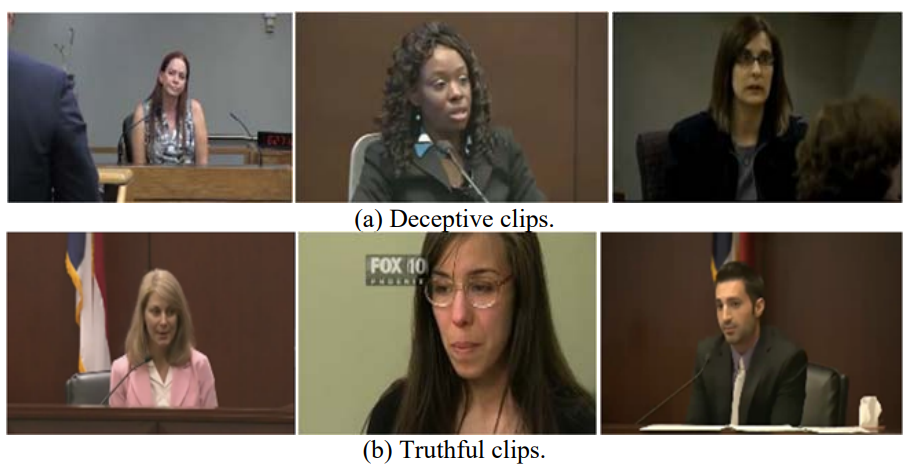 (a) Deceptive clips.
FOX 10
PHOENIX
(b) Truthful clips.